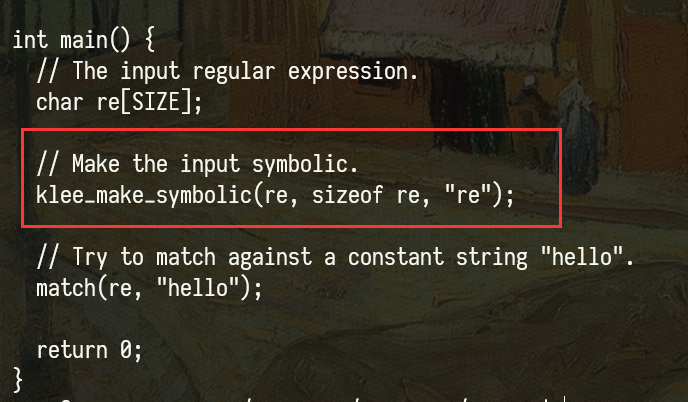 int main() {
// The input regular expression.
char re[SIZE];
// Make the input symbolic.
klee_make_symbolic(re, sizeof re, "re");
// Try to match against a constant string "hello".
match(re, "hello");
return 0;
}